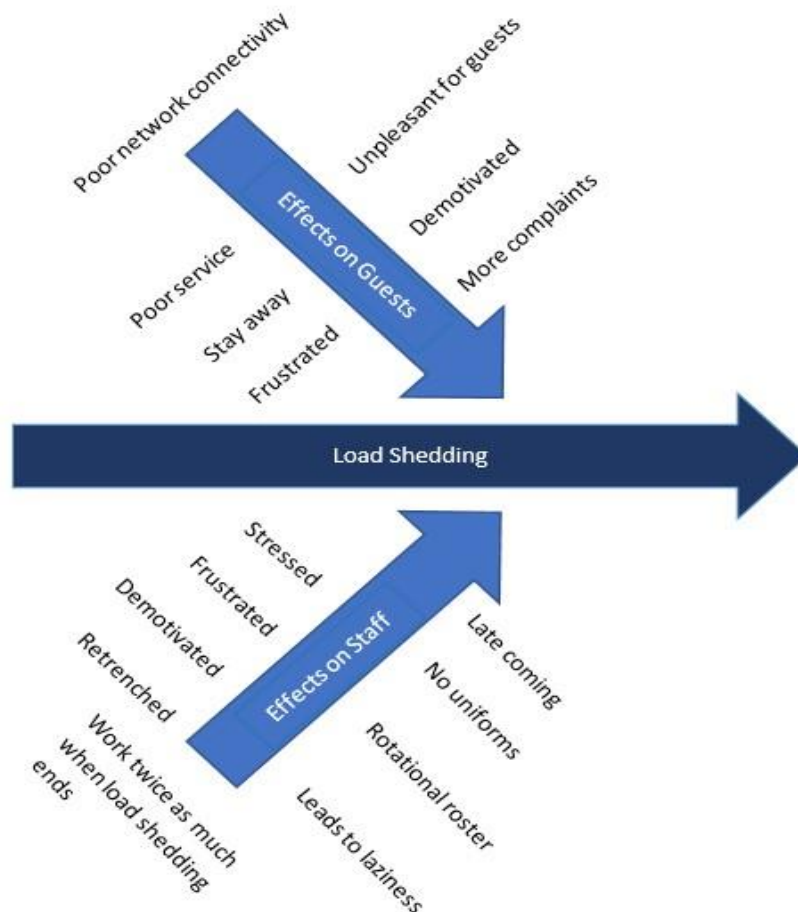 Poor network connectivity
Unpleasant for guests
Demotivated
More complaints
Effects on Guests
Poor service
Stay away
Frustrated
Load Shedding
Stressed
Frustrated
Demotivated
Retrenched
Work twice as much
when load shedding
ends
Effects on Staff
Late coming
No uniforms
Rotational roster
Leads to laziness